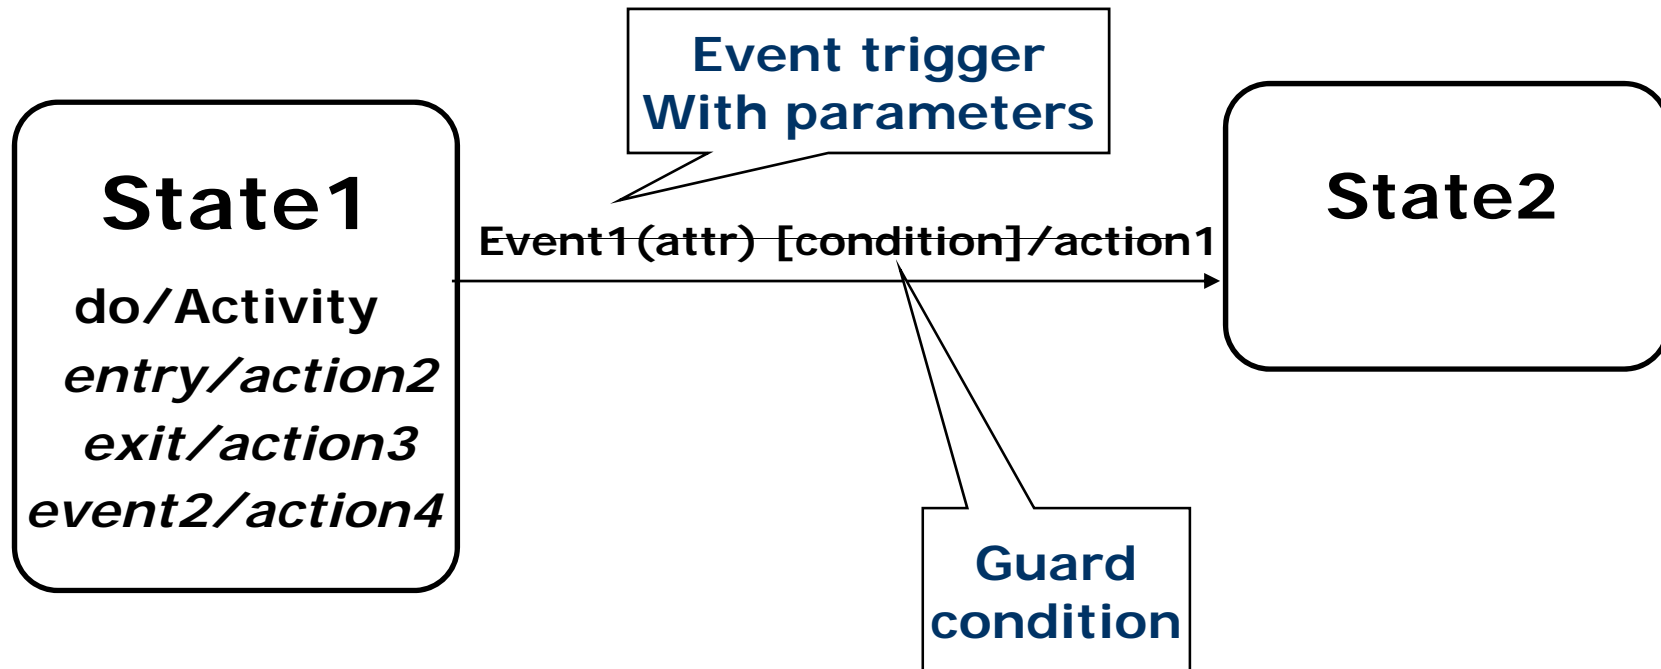 Event trigger
With parameters
State1
State2
Event1(attr) [condition]/action1
do/Activity
entry/action2
exit/action3
event2/action4
Guard
condition